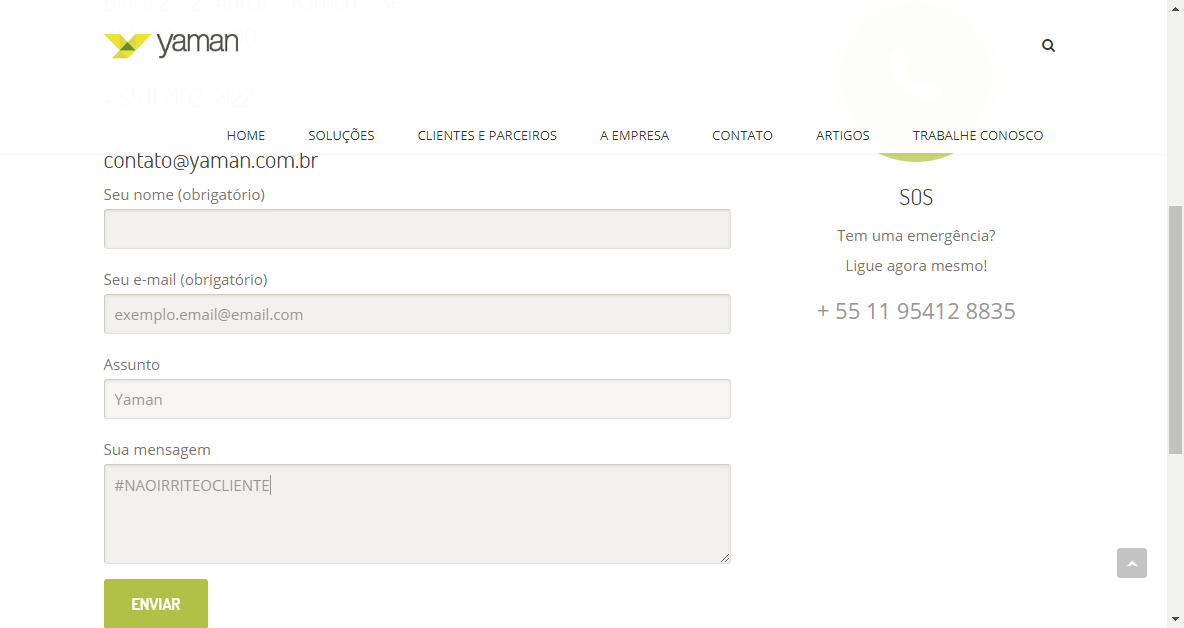 yaman
HOME SOLUÇÕES CLIENTES E PARCEIROS A EMPRESA CONTATO ARTIGOS TRABALHE CONOSCO
contato@yaman.com.br
Seu nome (obrigatório)
Seu e-mail (obrigatório)
exemplo.email@email.com
Assunto
Yaman
Sua mensagem
#NAOIRRITEOCLIENTE
ENVIAR
SOS
Tem uma emergência?
Ligue agora mesmo!
+ 55 11 95412 8835